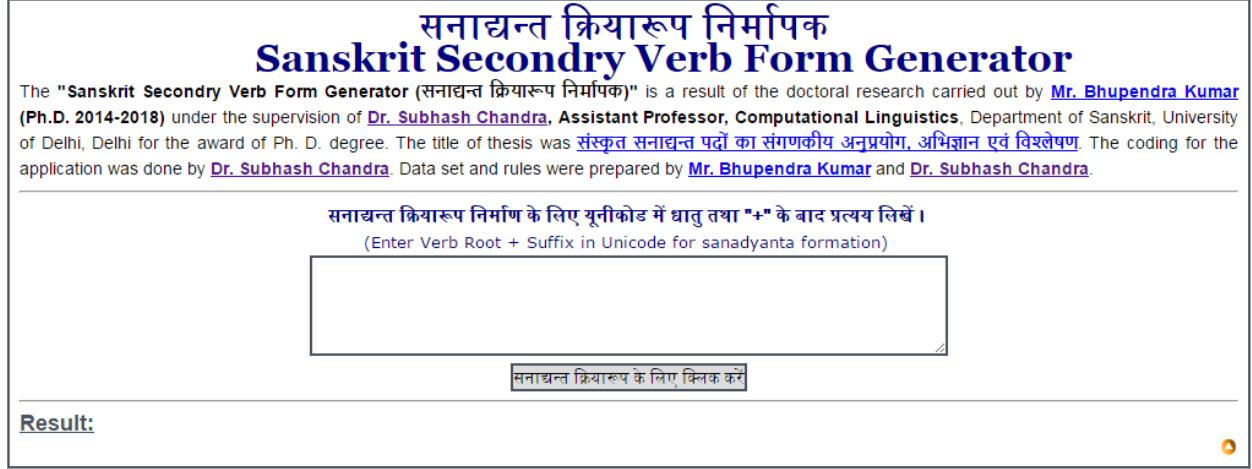 सनाद्यन्त क्रियारूप निर्मापक
Sanskrit Secondry Verb Form Generator
The "Sanskrit Secondry Verb Form Generator (सनाद्यन्त क्रियारूप निर्मापक)" is a result of the doctoral research carried out by Mr. Bhupendra Kumar
(Ph.D. 2014-2018) under the supervision of Dr. Subhash Chandra, Assistant Professor, Computational Linguistics, Department of Sanskrit, University
of Delhi, Delhi for the award of Ph. D. degree. The title of thesis was संस्कृत सनाद्यन्त पदों का संगणकीय अनुप्रयोग, अभिज्ञान एवं विश्लेषण. The coding for the
application was done by Dr. Subhash Chandra. Data set and rules were prepared by Mr. Bhupendra Kumar and Dr. Subhash Chandra.
सनाद्यन्त क्रियारूप निर्माण के लिए यूनीकोड में धातु तथा "+" के बाद प्रत्यय लिखें ।
(Enter Verb Root + Suffix in Unicode for sanadyanta formation)
सनाद्यन्त क्रियारूप के लिए क्लिक करें
Result: